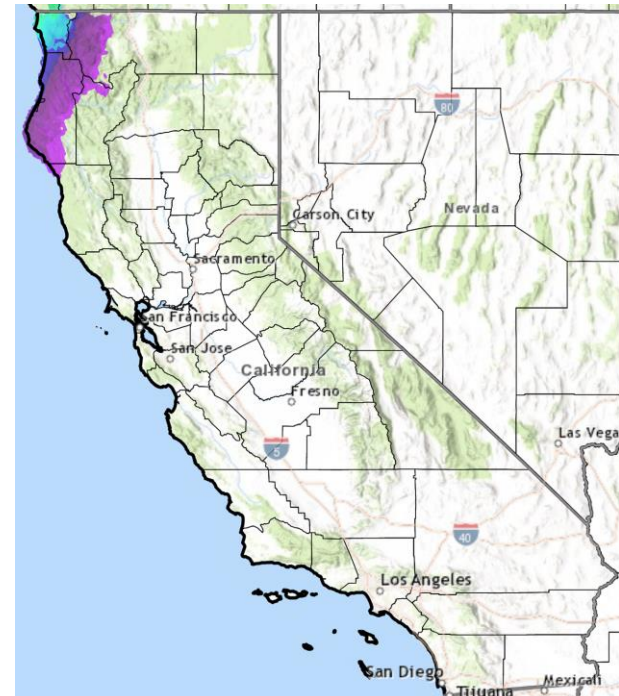 80
Carson City
Nevada
Sacramento
San Francisco
San Jose
California
Fresno
Las Vega
5
40
Los Angeles
San Diego
Mexicali
Tijuana